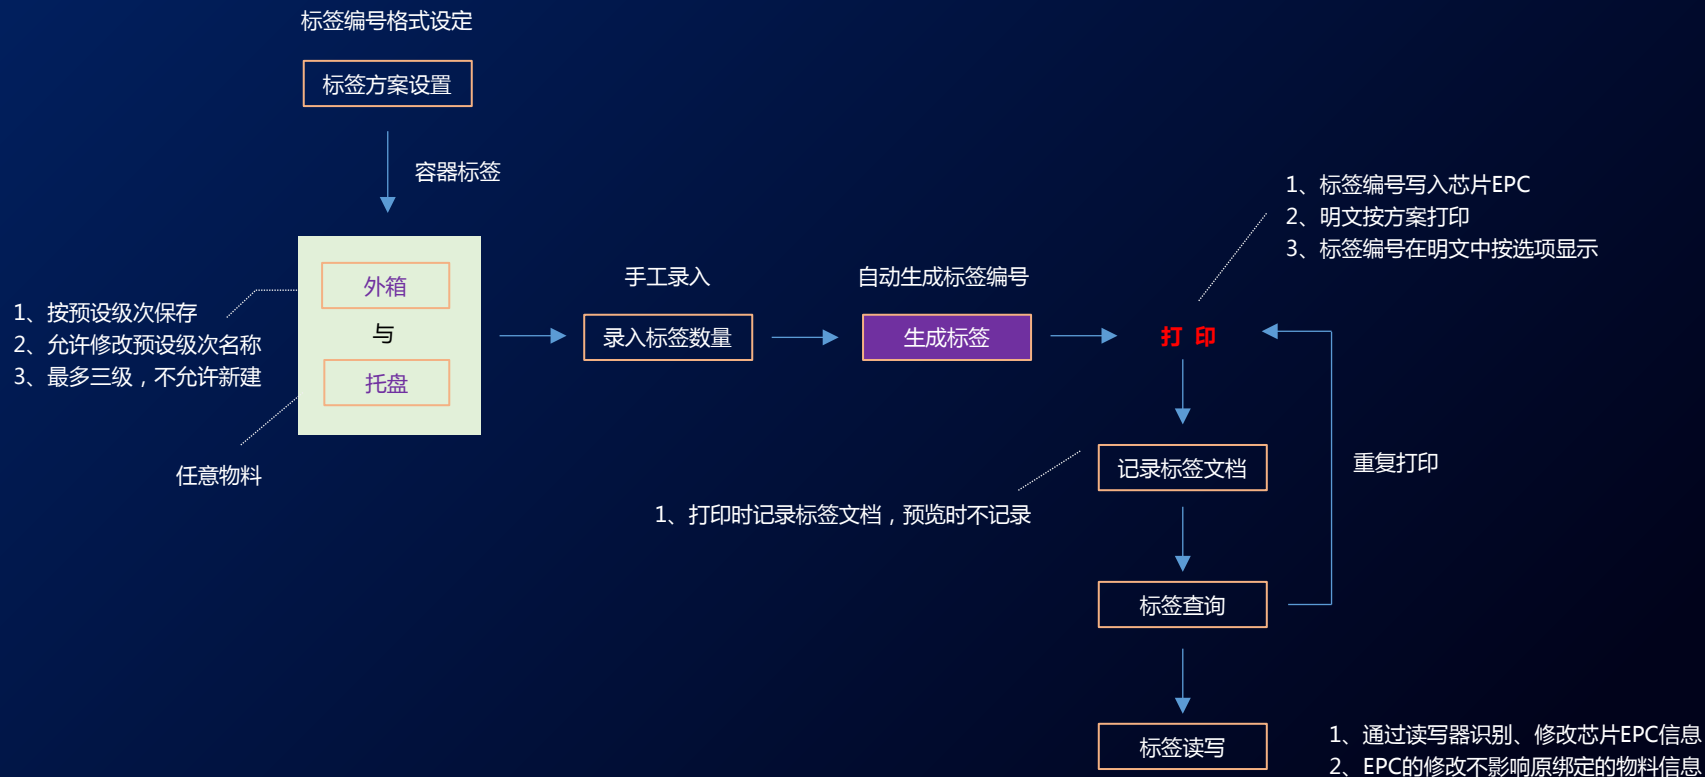 标签编号格式设定
标签方案设置
容器标签
外箱
与
托盘
1、按预设级次保存
2、允许修改预设级次名称
3、最多三级，不允许新建
任意物料
手工录入
录入标签数量
自动生成标签编号
生成标签
1、标签编号写入芯片EPC
2、明文按方案打印
3、标签编号在明文中按选项显示
打 印
记录标签文档
1、打印时记录标签文档，预览时不记录
重复打印
标签查询
标签读写
1、通过读写器识别、修改芯片EPC信息
2、EPC的修改不影响原绑定的物料信息